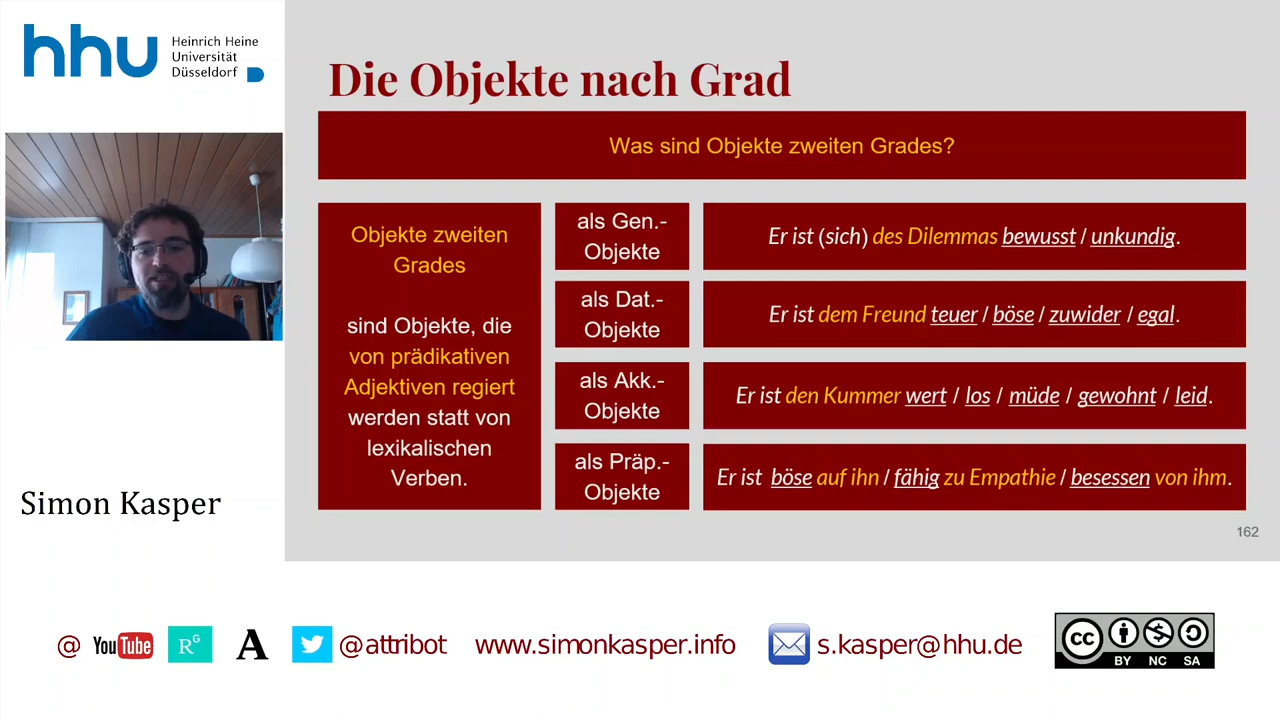 hhu
Heinrich Heine
Universität
Düsseldorf
Die Objekte nach Grad
Was sind Objekte zweiten Grades?
Objekte zweiten
Grades
sind Objekte, die
von prädikativen
Adjektiven regiert
werden statt von
lexikalischen
Verben.
als Gen.-
Objekte
Er ist (sich) des Dilemmas bewusst / unkundig.
als Dat.-
Objekte
Er ist dem Freund teuer / böse / zuwider / egal.
als Akk.-
Objekte
Er ist den Kummer wert / los / müde / gewohnt / leid.
als Präp.-
Objekte
Er ist böse auf ihn / fähig zu Empathie / besessen von ihm.
162
Simon Kasper
@ YouTube RG A @attribot www.simonkasper.info s.kasper@hhu.de
cc BY NC SA